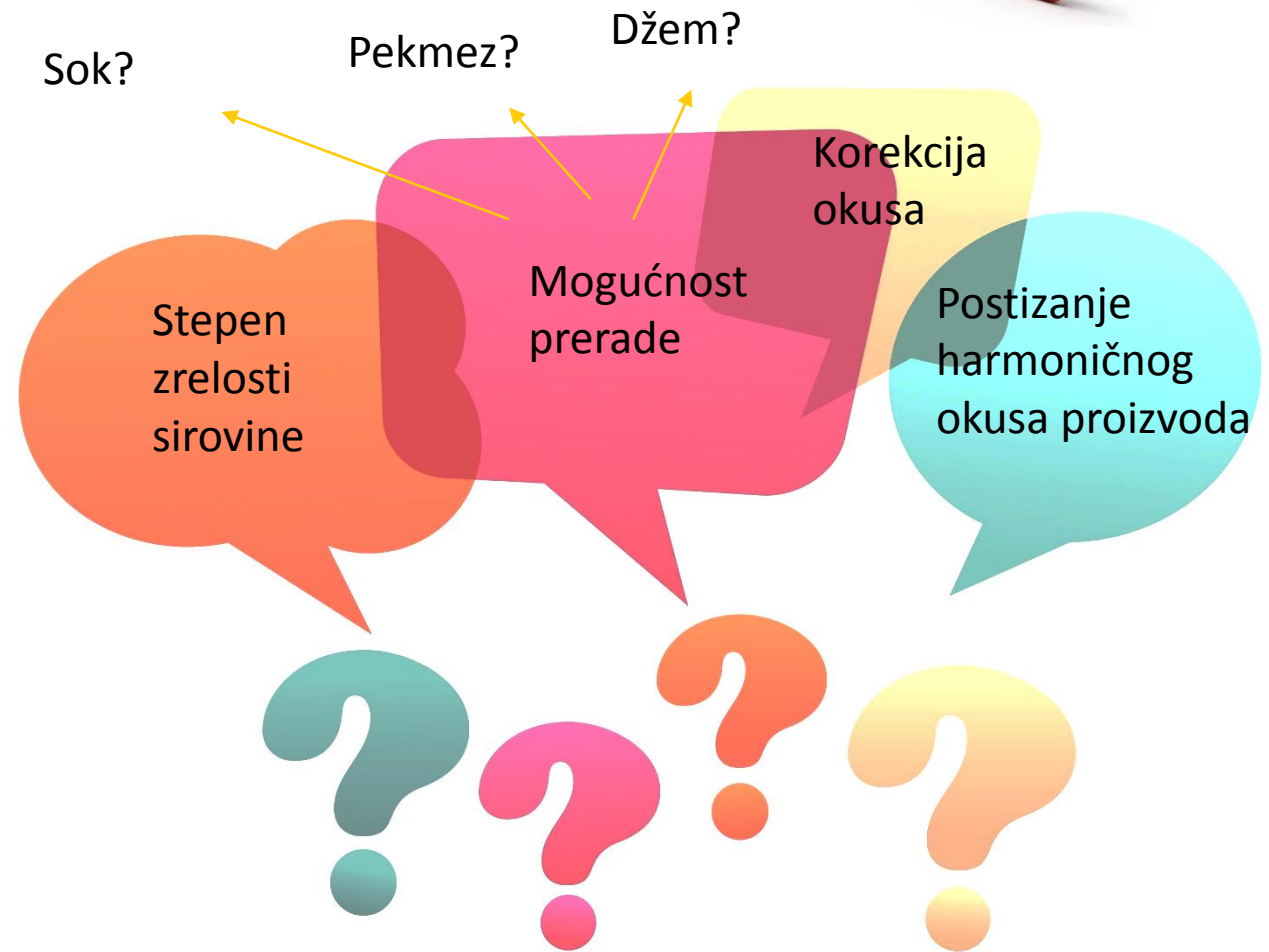 Sok?
Pekmez?
Džem?
Korekcija
okusa
Stepen
zrelosti
sirovine
Mogućnost
prerade
Postizanje
harmoničnog
okusa proizvoda